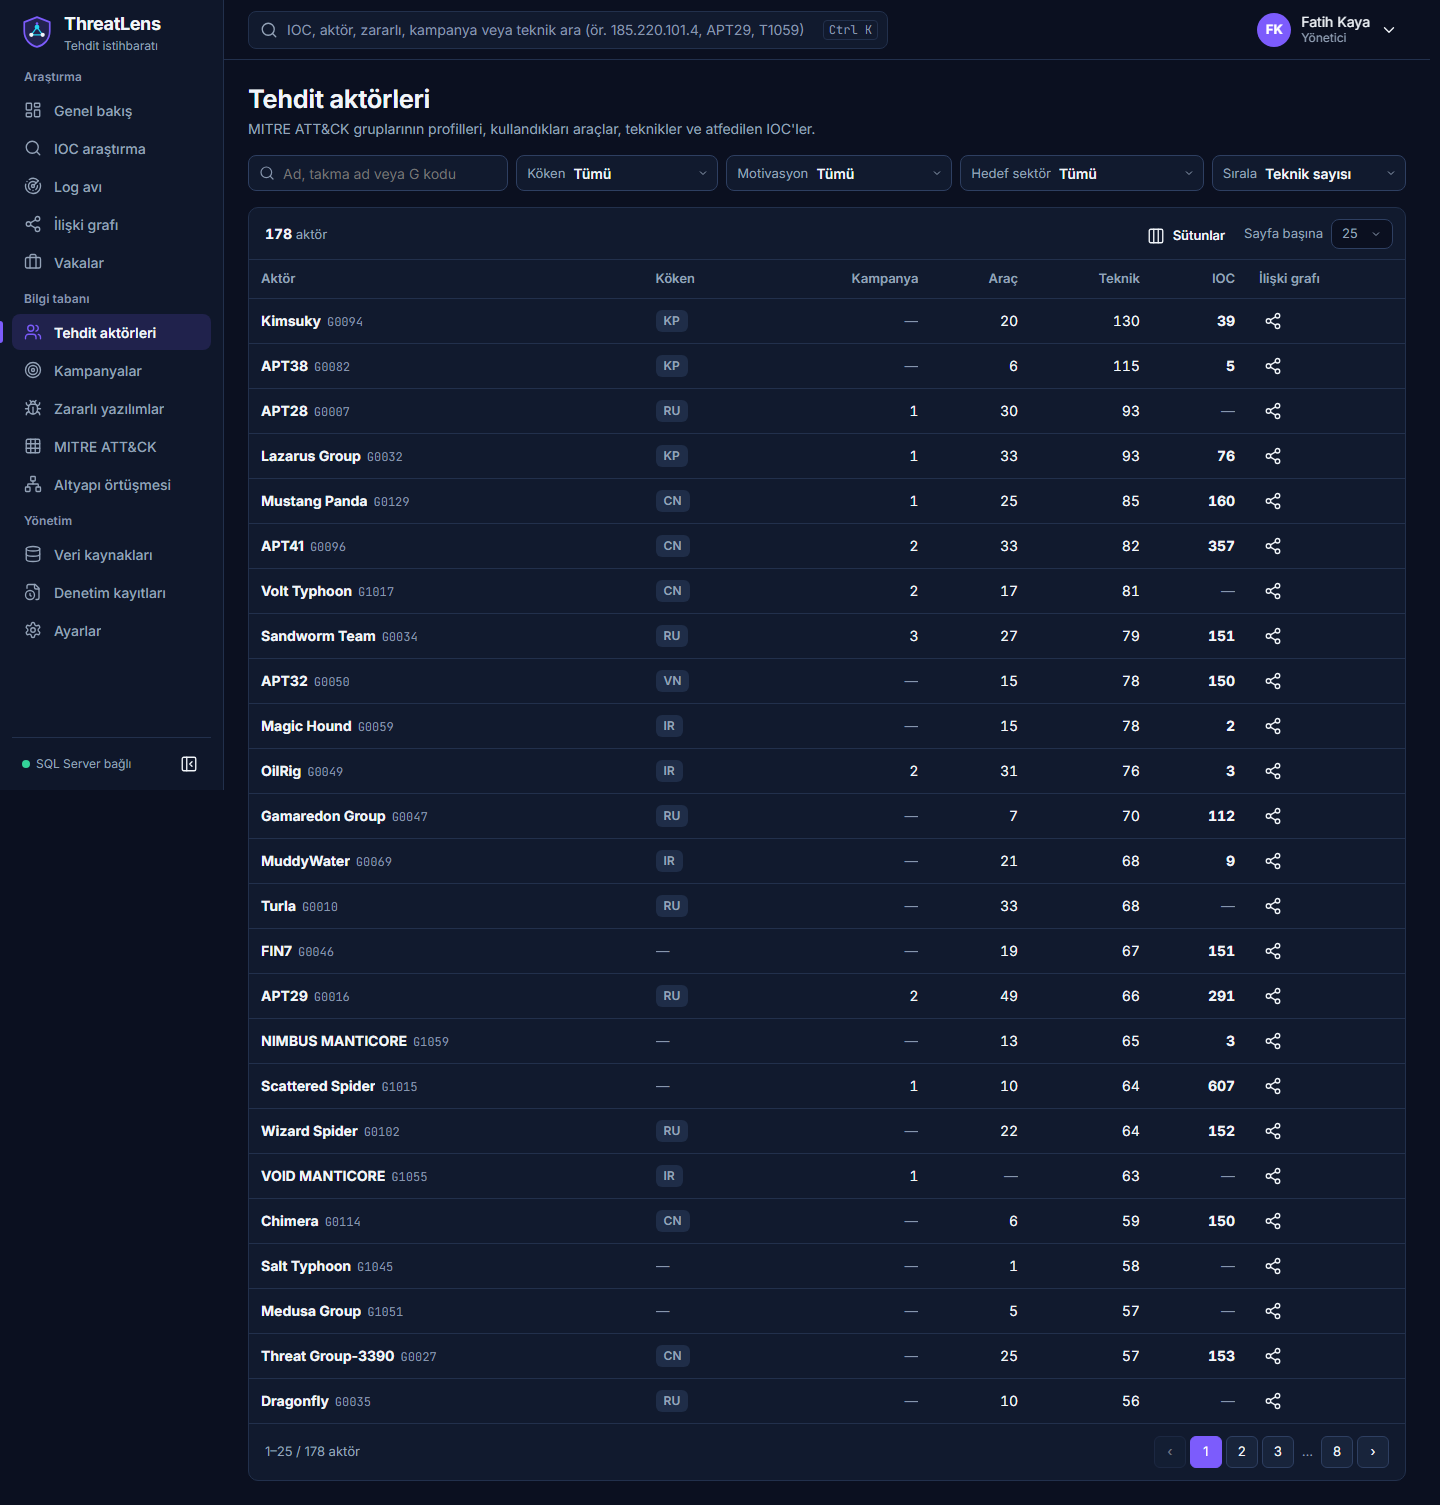 ThreatLens
Tehdit istihbaratı
Araştırma
Genel bakış
IOC araştırma
Log avı
İlişki grafı
Vakalar
Bilgi tabanı
Tehdit aktörleri
Kampanyalar
Zararlı yazılımlar
MITRE ATT&CK
Altyapı örtüşmesi
Yönetim
Veri kaynakları
Denetim kayıtları
Ayarlar
SQL Server bağlı
IOC, aktör, zararlı, kampanya veya teknik ara (ör. 185.220.101.4, APT29, T1059) Ctrl K
FK Fatih Kaya
Yönetici
Tehdit aktörleri
MITRE ATT&CK gruplarının profilleri, kullandıkları araçlar, teknikler ve atfedilen IOC'ler.
Ad, takma ad veya G kodu Köken Tümü Motivasyon Tümü Hedef sektör Tümü Sırala Teknik sayısı
178 aktör Sütunlar Sayfa başına 25
Aktör Köken Kampanya Araç Teknik IOC İlişki grafı
Kimsuky G0094 KP — 20 130 39
APT38 G0082 KP — 6 115 5
APT28 G0007 RU 1 30 93 —
Lazarus Group G0032 KP 1 33 93 76
Mustang Panda G0129 CN 1 25 85 160
APT41 G0096 CN 2 33 82 357
Volt Typhoon G1017 CN 2 17 81 —
Sandworm Team G0034 RU 3 27 79 151
APT32 G0050 VN — 15 78 150
Magic Hound G0059 IR — 15 78 2
OilRig G0049 IR 2 31 76 3
Gamaredon Group G0047 RU — 7 70 112
MuddyWater G0069 IR — 21 68 9
Turla G0010 RU — 33 68 —
FIN7 G0046 — — 19 67 151
APT29 G0016 RU 2 49 66 291
NIMBUS MANTICORE G1059 — — 13 65 3
Scattered Spider G1015 — 1 10 64 607
Wizard Spider G0102 RU — 22 64 152
VOID MANTICORE G1055 IR 1 — 63 —
Chimera G0114 CN — 6 59 150
Salt Typhoon G1045 — — 1 58 —
Medusa Group G1051 — — 5 57 —
Threat Group-3390 G0027 CN — 25 57 153
Dragonfly G0035 RU — 10 56 —
1–25 / 178 aktör ‹ 1 2 3 … 8 ›